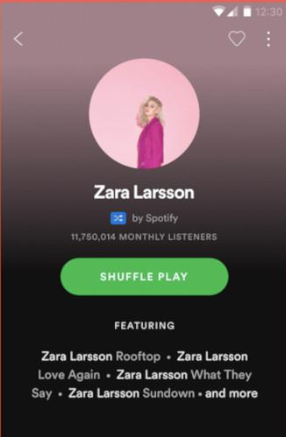 12:30
Zara Larsson
by Spotify
11,750,014 MONTHLY LISTENERS
SHUFFLE PLAY
FEATURING
Zara Larsson Rooftop • Zara Larsson
Love Again • Zara Larsson What They
Say • Zara Larsson Sundown • and more